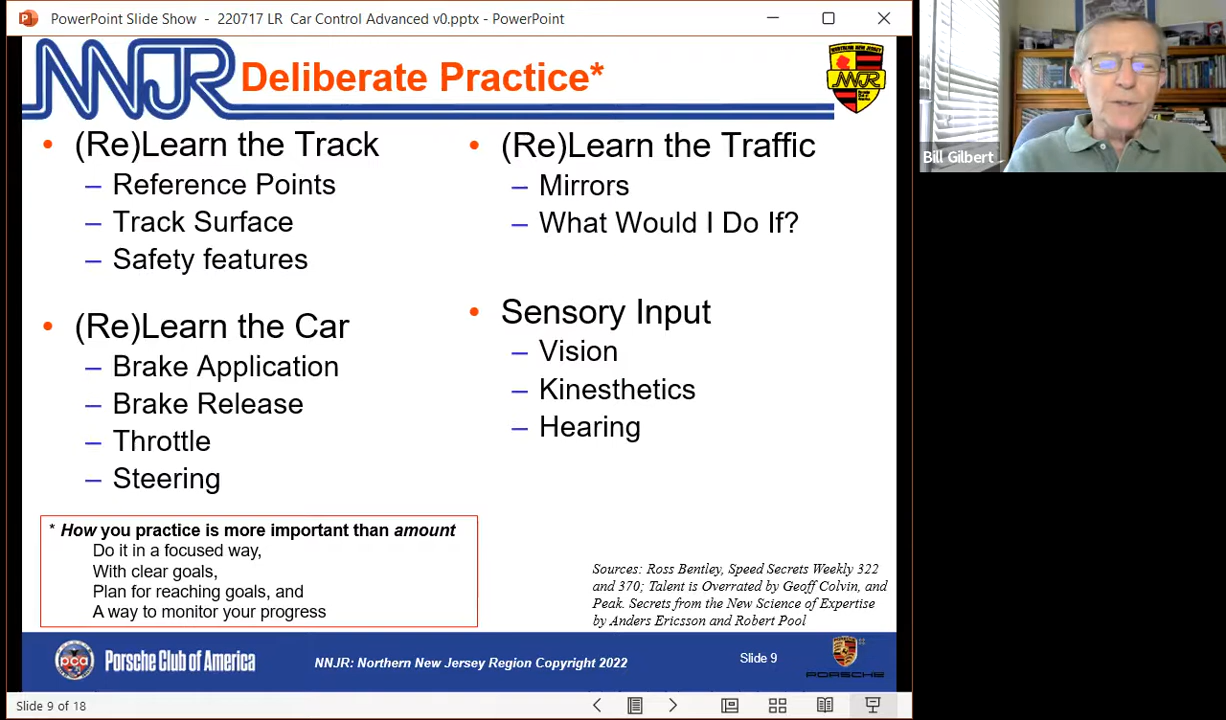 PowerPoint Slide Show - 220717 LR Car Control Advanced v0.pptx - PowerPoint
NNJR
Deliberate Practice*
NNJR
• (Re)Learn the Track
– Reference Points
– Track Surface
– Safety features
• (Re)Learn the Car
– Brake Application
– Brake Release
– Throttle
– Steering
• (Re)Learn the Traffic
– Mirrors
– What Would I Do If?
• Sensory Input
– Vision
– Kinesthetics
– Hearing
* How you practice is more important than amount
Do it in a focused way,
With clear goals,
Plan for reaching goals, and
A way to monitor your progress
Sources: Ross Bentley, Speed Secrets Weekly 322
and 370; Talent is Overrated by Geoff Colvin, and
Peak. Secrets from the New Science of Expertise
by Anders Ericsson and Robert Pool
pca
Porsche Club of America
NNJR: Northern New Jersey Region Copyright 2022
Slide 9
PORSCHE
Slide 9 of 18
Bill Gilbert